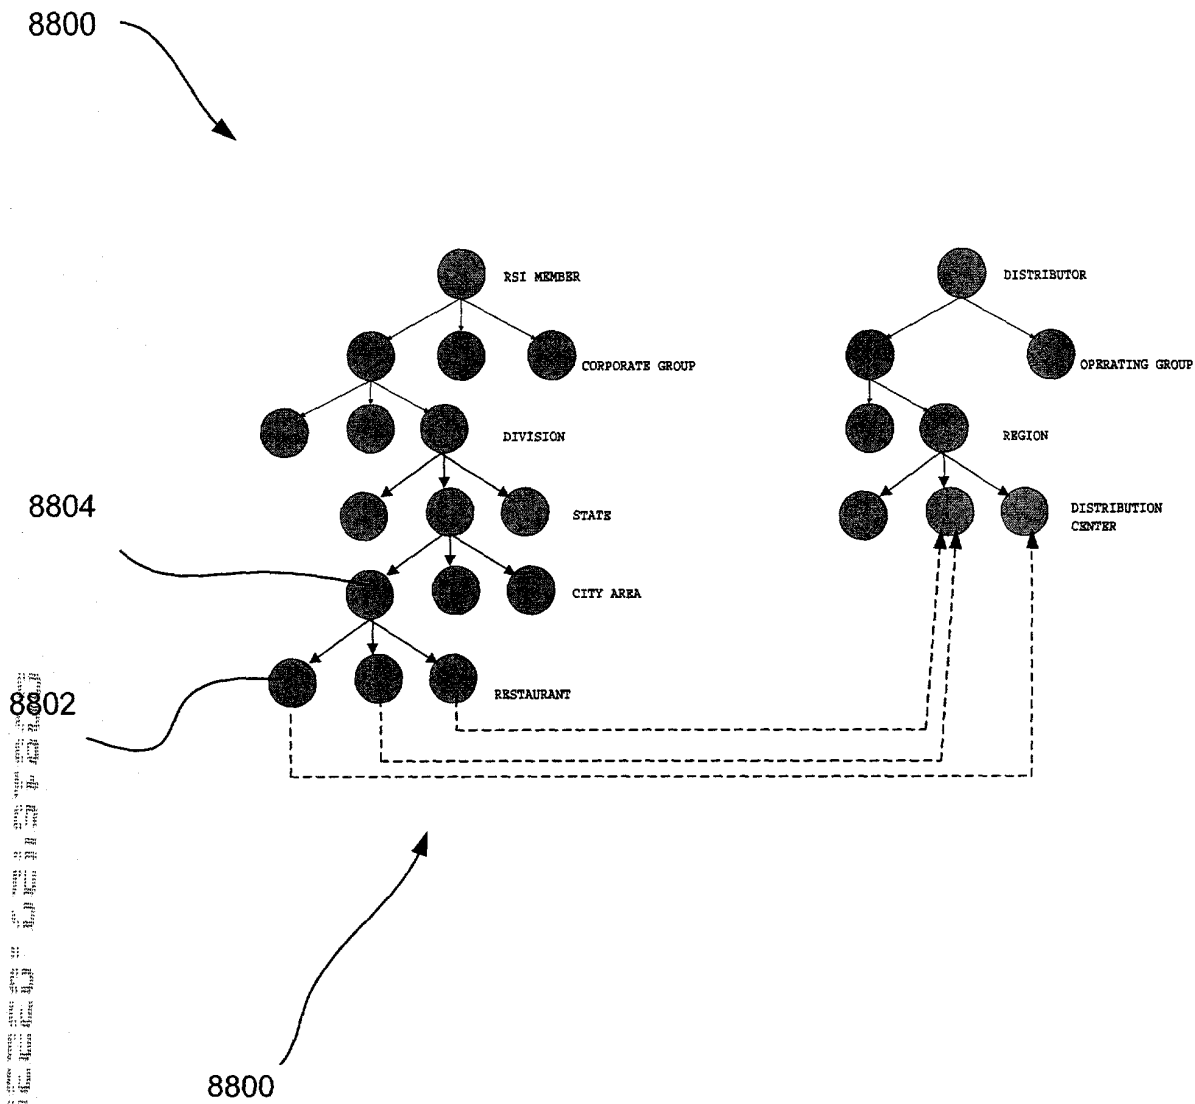 8800
RSI MEMBER
DISTRIBUTOR
CORPORATE GROUP
OPERATING GROUP
DIVISION
REGION
8804
STATE
DISTRIBUTION
CENTER
CITY AREA
RESTAURANT
8802
8800